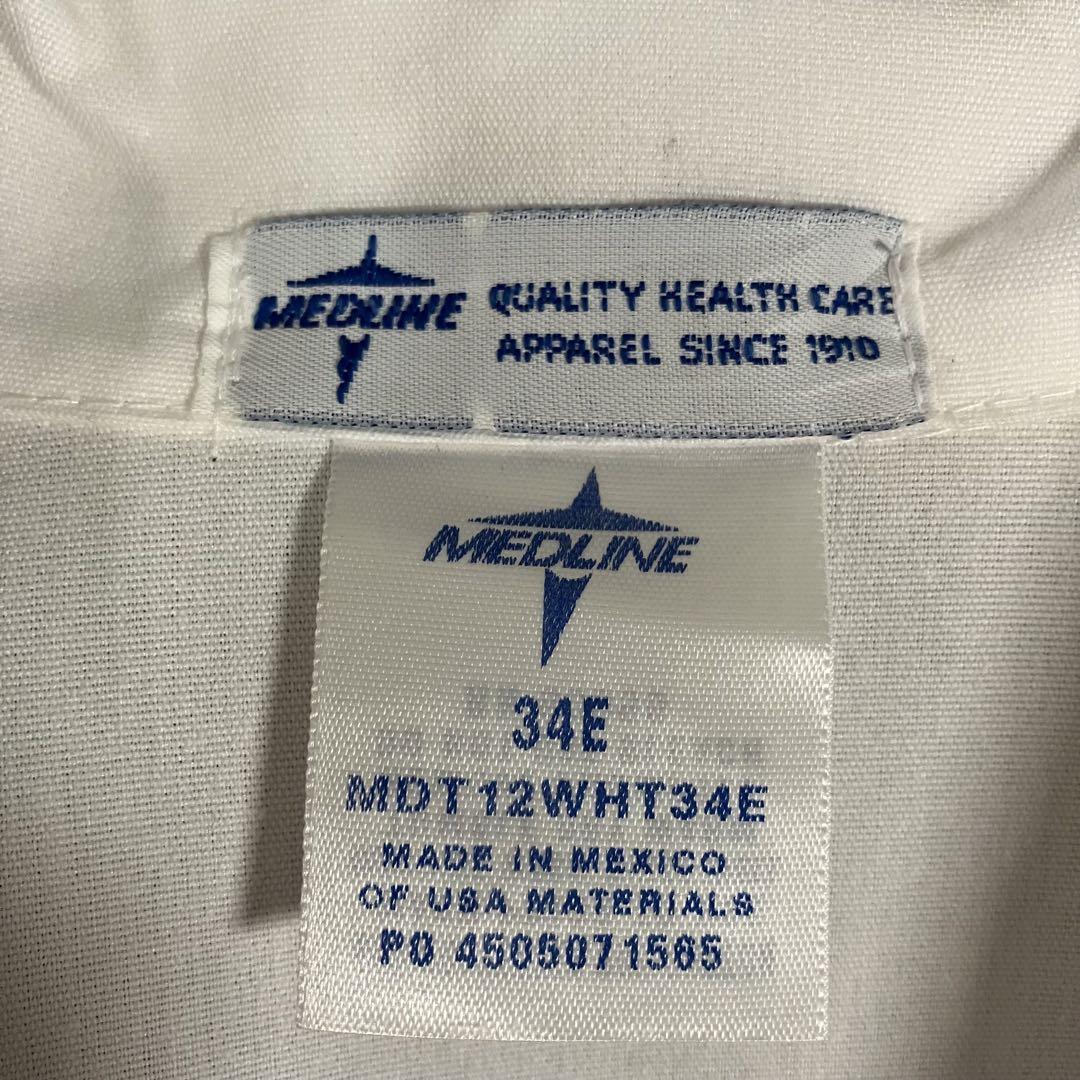 MEDLINE
QUALITY HEALTH CARE
APPAREL SINCE 1910
MEDLINE
34E
MDT12WHT34E
MADE IN MEXICO
OF USA MATERIALS
PO 4505071565